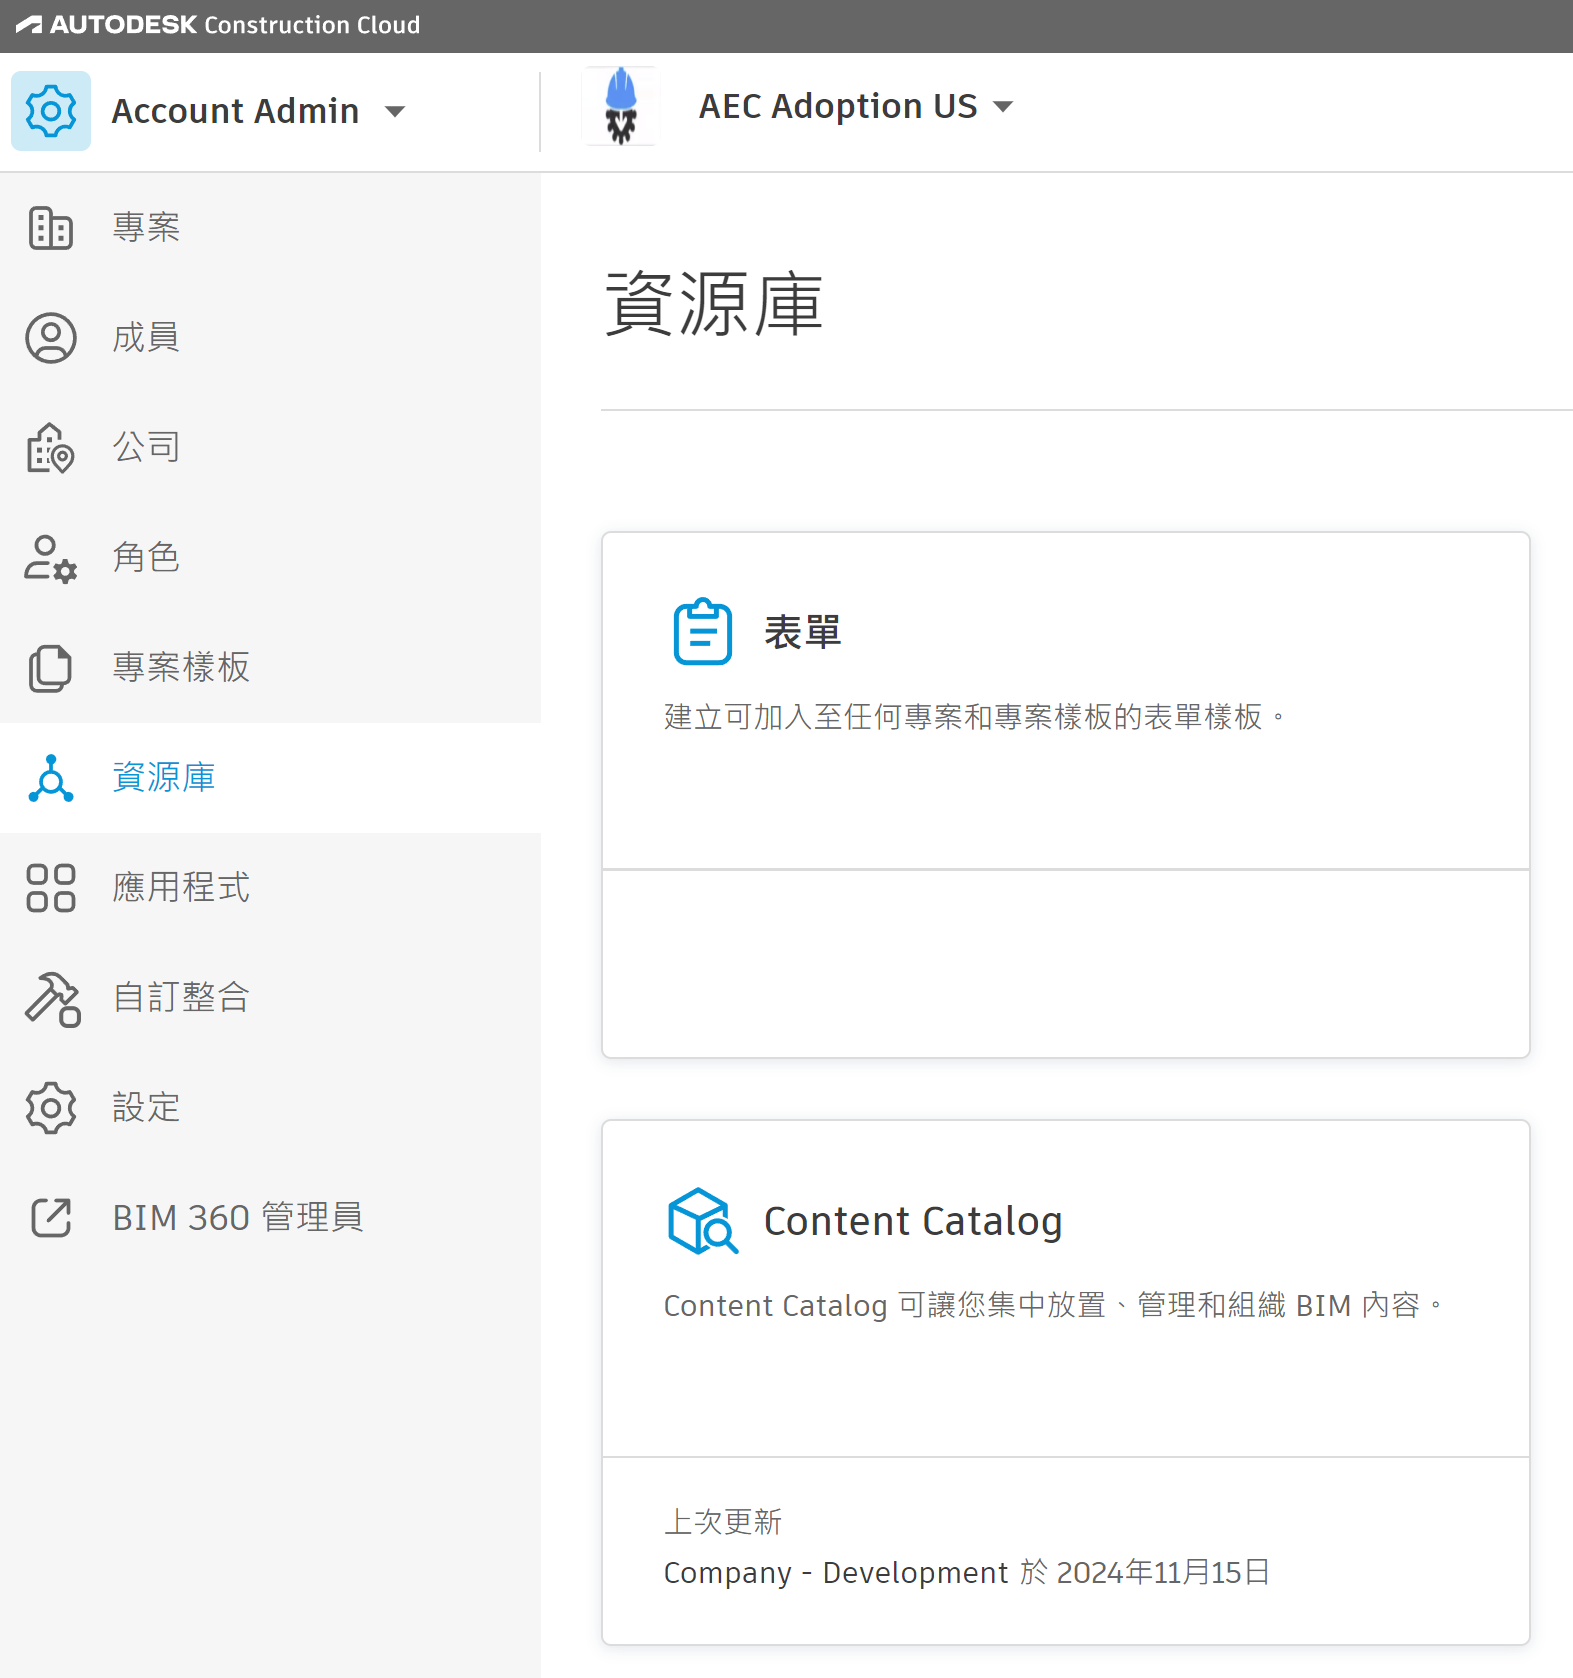 AUTODESK Construction Cloud
Account Admin
AEC Adoption US
專案
成員
公司
角色
專案樣板
資源庫
應用程式
自訂整合
設定
BIM 360 管理員
資源庫
表單
建立可加入至任何專案和專案樣板的表單樣板。
Content Catalog
Content Catalog 可讓您集中放置、管理和組織 BIM 內容。
上次更新
Company - Development 於 2024年11月15日